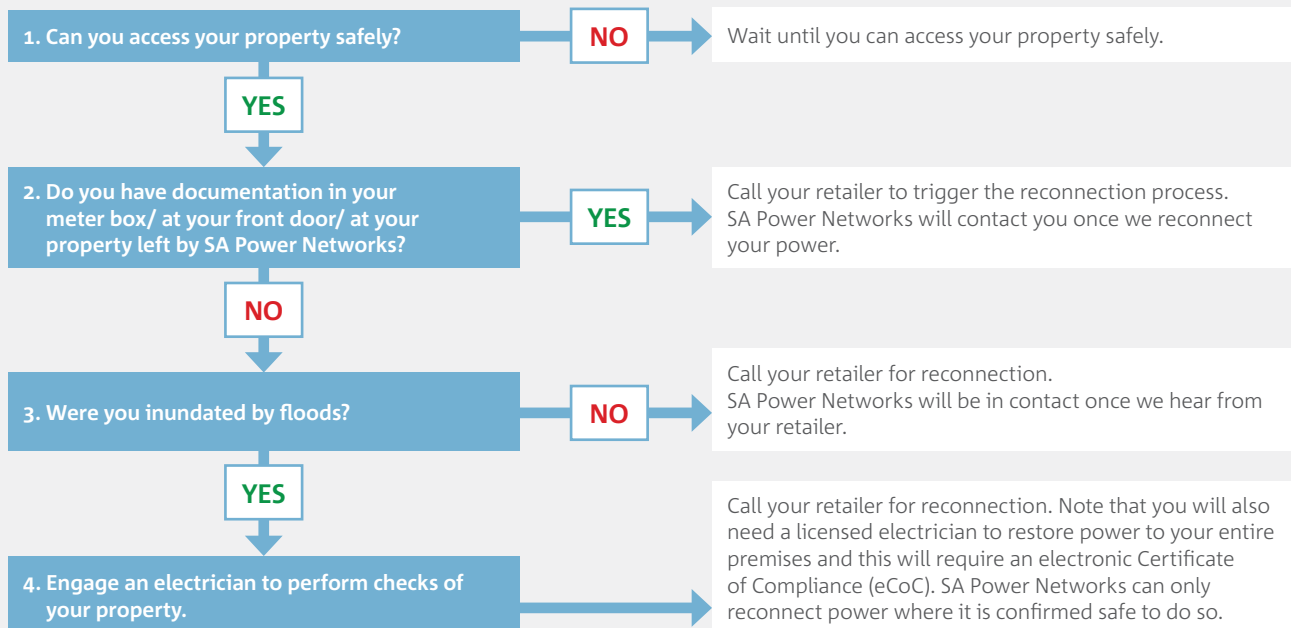 1. Can you access your property safely?
NO
Wait until you can access your property safely.
YES
2. Do you have documentation in your
meter box/ at your front door/ at your
property left by SA Power Networks?
YES
Call your retailer to trigger the reconnection process.
SA Power Networks will contact you once we reconnect
your power.
NO
3. Were you inundated by floods?
NO
Call your retailer for reconnection.
SA Power Networks will be in contact once we hear from
your retailer.
YES
4. Engage an electrician to perform checks of
your property.
Call your retailer for reconnection. Note that you will also
need a licensed electrician to restore power to your entire
premises and this will require an electronic Certificate
of Compliance (eCoC). SA Power Networks can only
reconnect power where it is confirmed safe to do so.